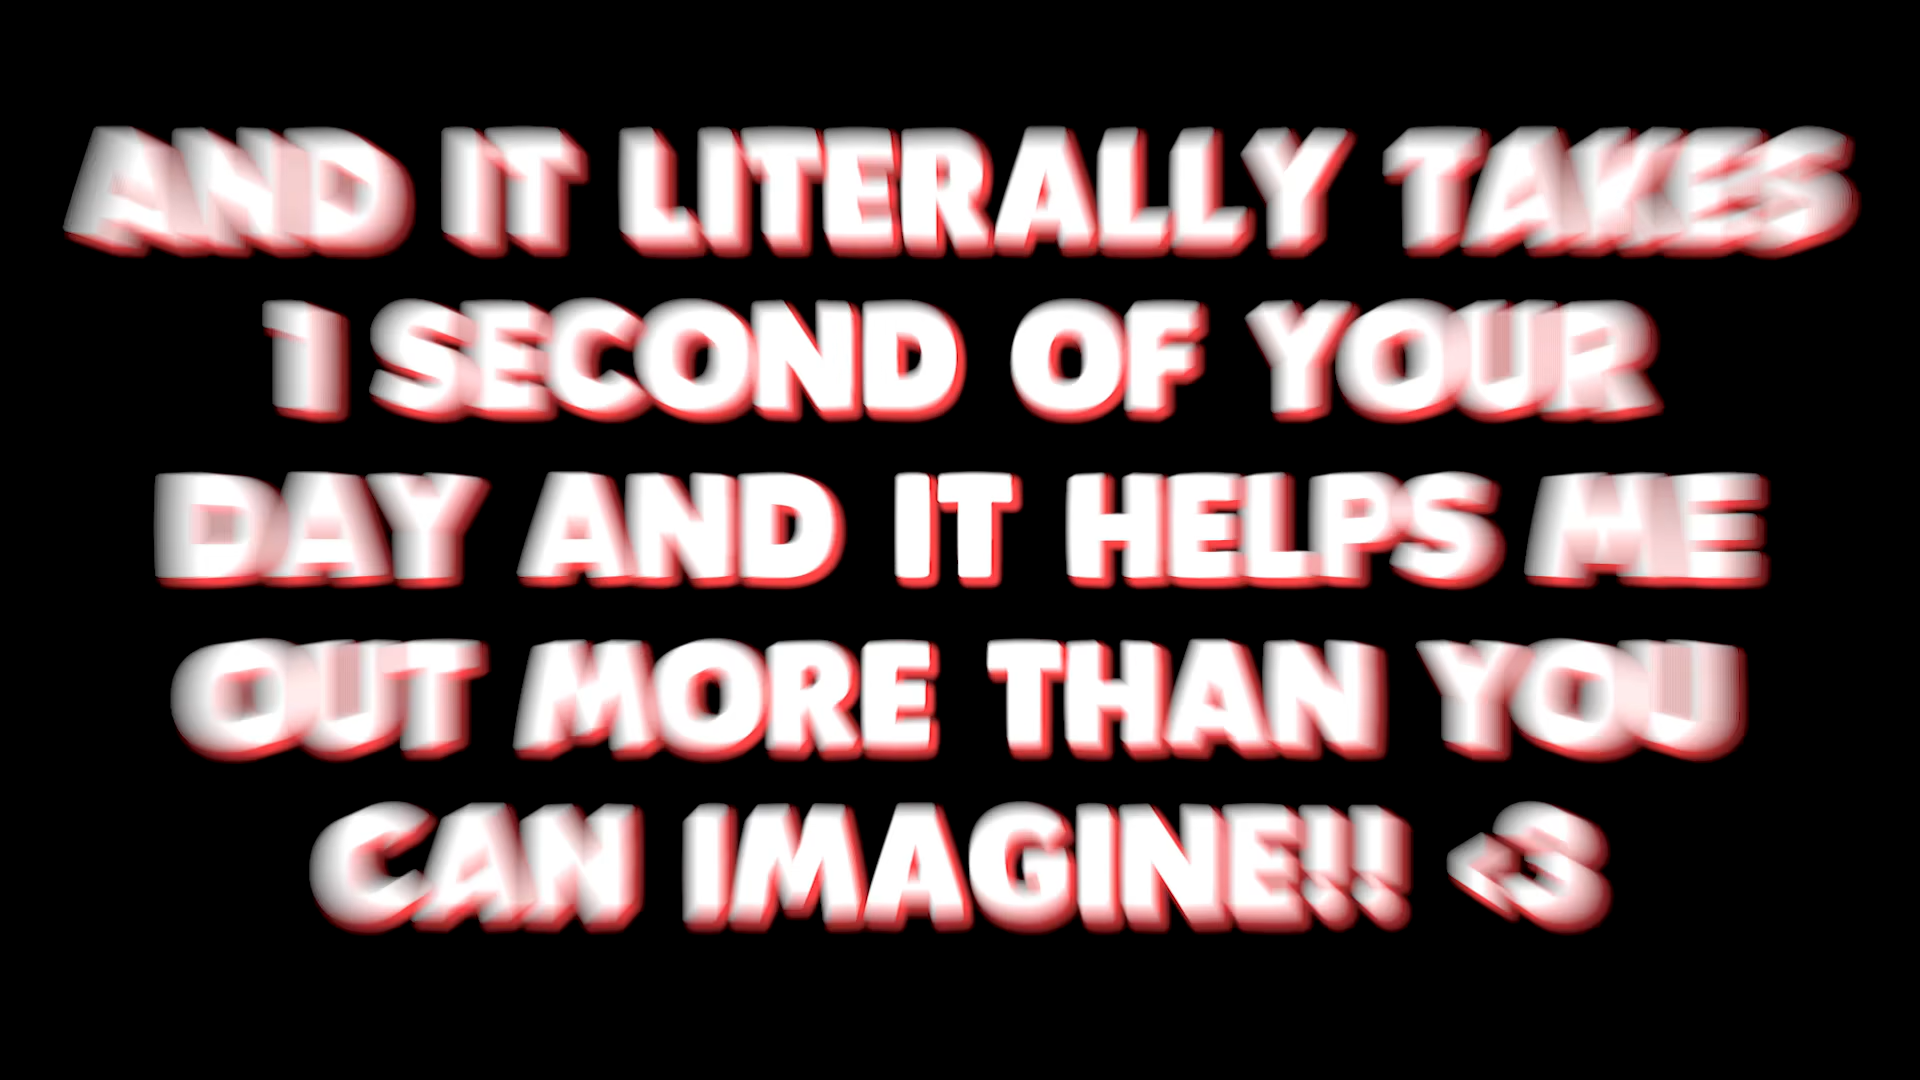 AND IT LITERALLY TAKES
1 SECOND OF YOUR
DAY AND IT HELPS ME
OUT MORE THAN YOU
CAN IMAGINE!! <3